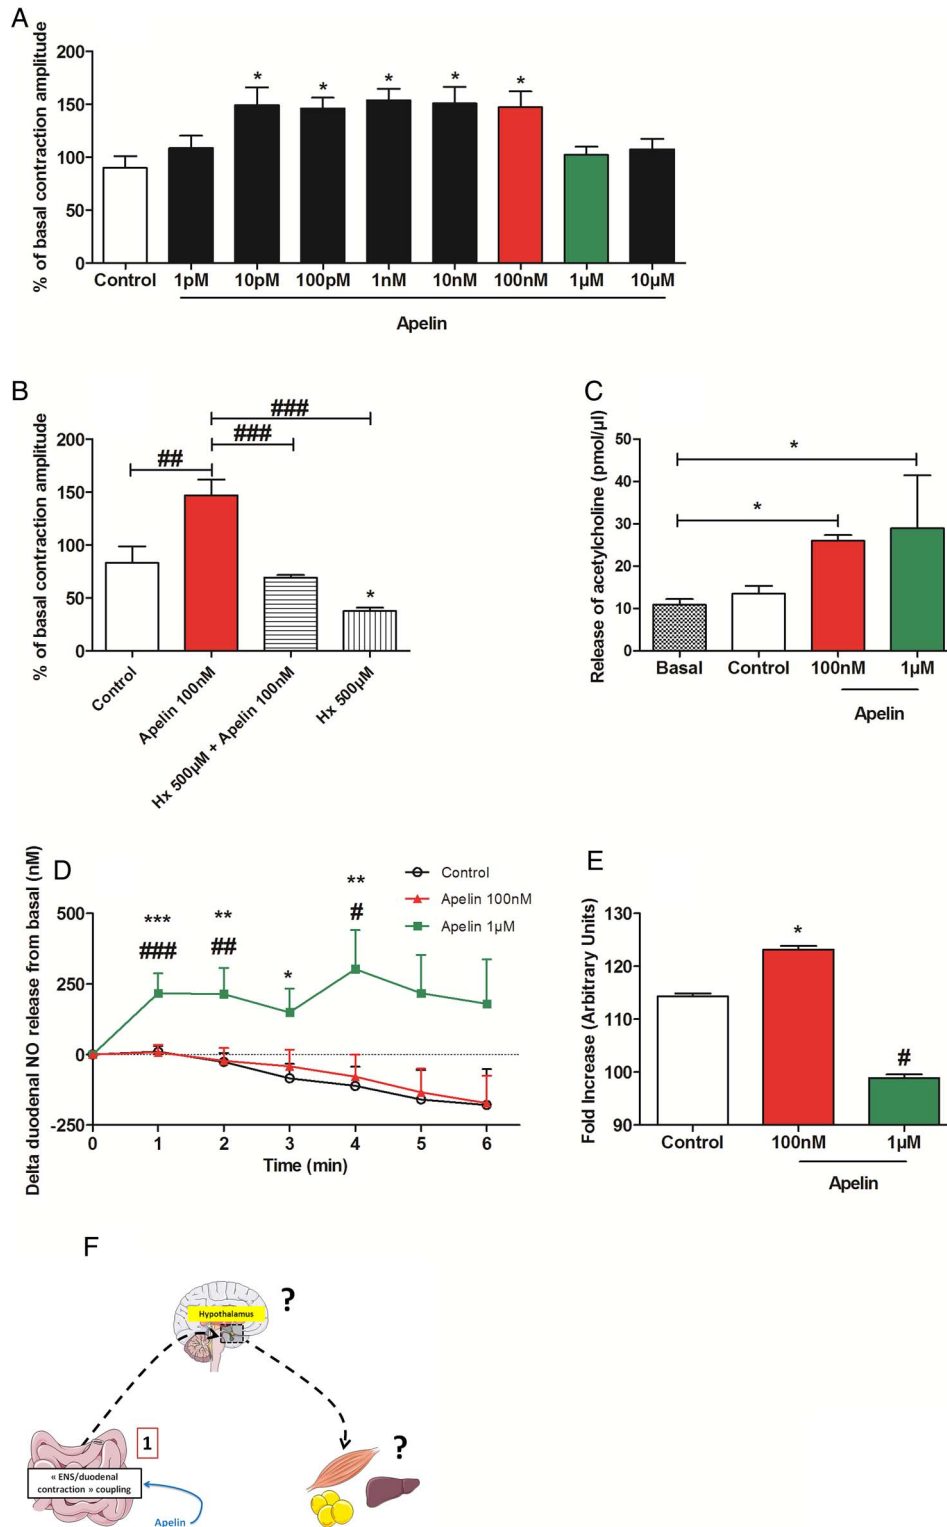 A
% of basal contraction amplitude
200
150
100
50
0
* * * * *
Control 1pM 10pM 100pM 1nM 10nM 100nM 1µM 10µM
Apelin
B
% of basal contraction amplitude
200
150
100
50
0
###
###
##
*
Control
Apelin 100nM
Hx 500µM + Apelin 100nM
Hx 500µM
C
Release of acetylcholine (pmol/µl)
50
40
30
20
10
0
*
*
Basal Control 100nM 1µM
Apelin
D
Delta duodenal NO release from basal (nM)
500
250
0
-250
Control
Apelin 100nM
Apelin 1µM
*** ** * **
### ## #
0 1 2 3 4 5 6
Time (min)
E
Fold Increase (Arbitrary Units)
130
120
110
100
90
*
#
Control 100nM 1µM
Apelin
F
Hypothalamus
?
1
« ENS/duodenal
contraction » coupling
Apelin
?